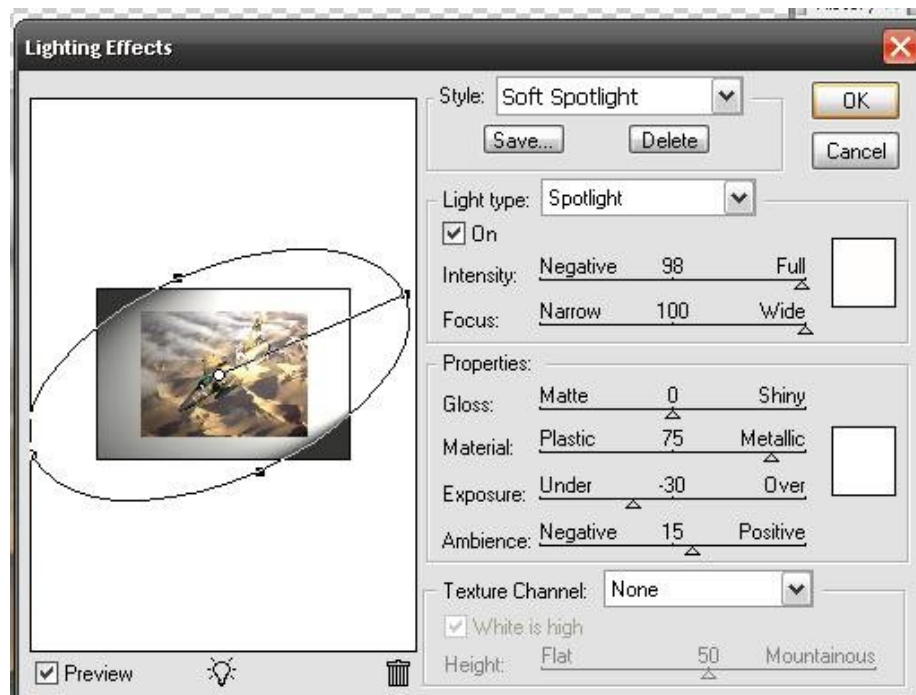 Lighting Effects
Style: Soft Spotlight
OK
Save... Delete
Cancel
Light type: Spotlight
On
Intensity: Negative 98 Full
Focus: Narrow 100 Wide
Properties:
Gloss: Matte 0 Shiny
Material: Plastic 75 Metallic
Exposure: Under -30 Over
Ambience: Negative 15 Positive
Texture Channel: None
White is high
Height: Flat 50 Mountainous
Preview